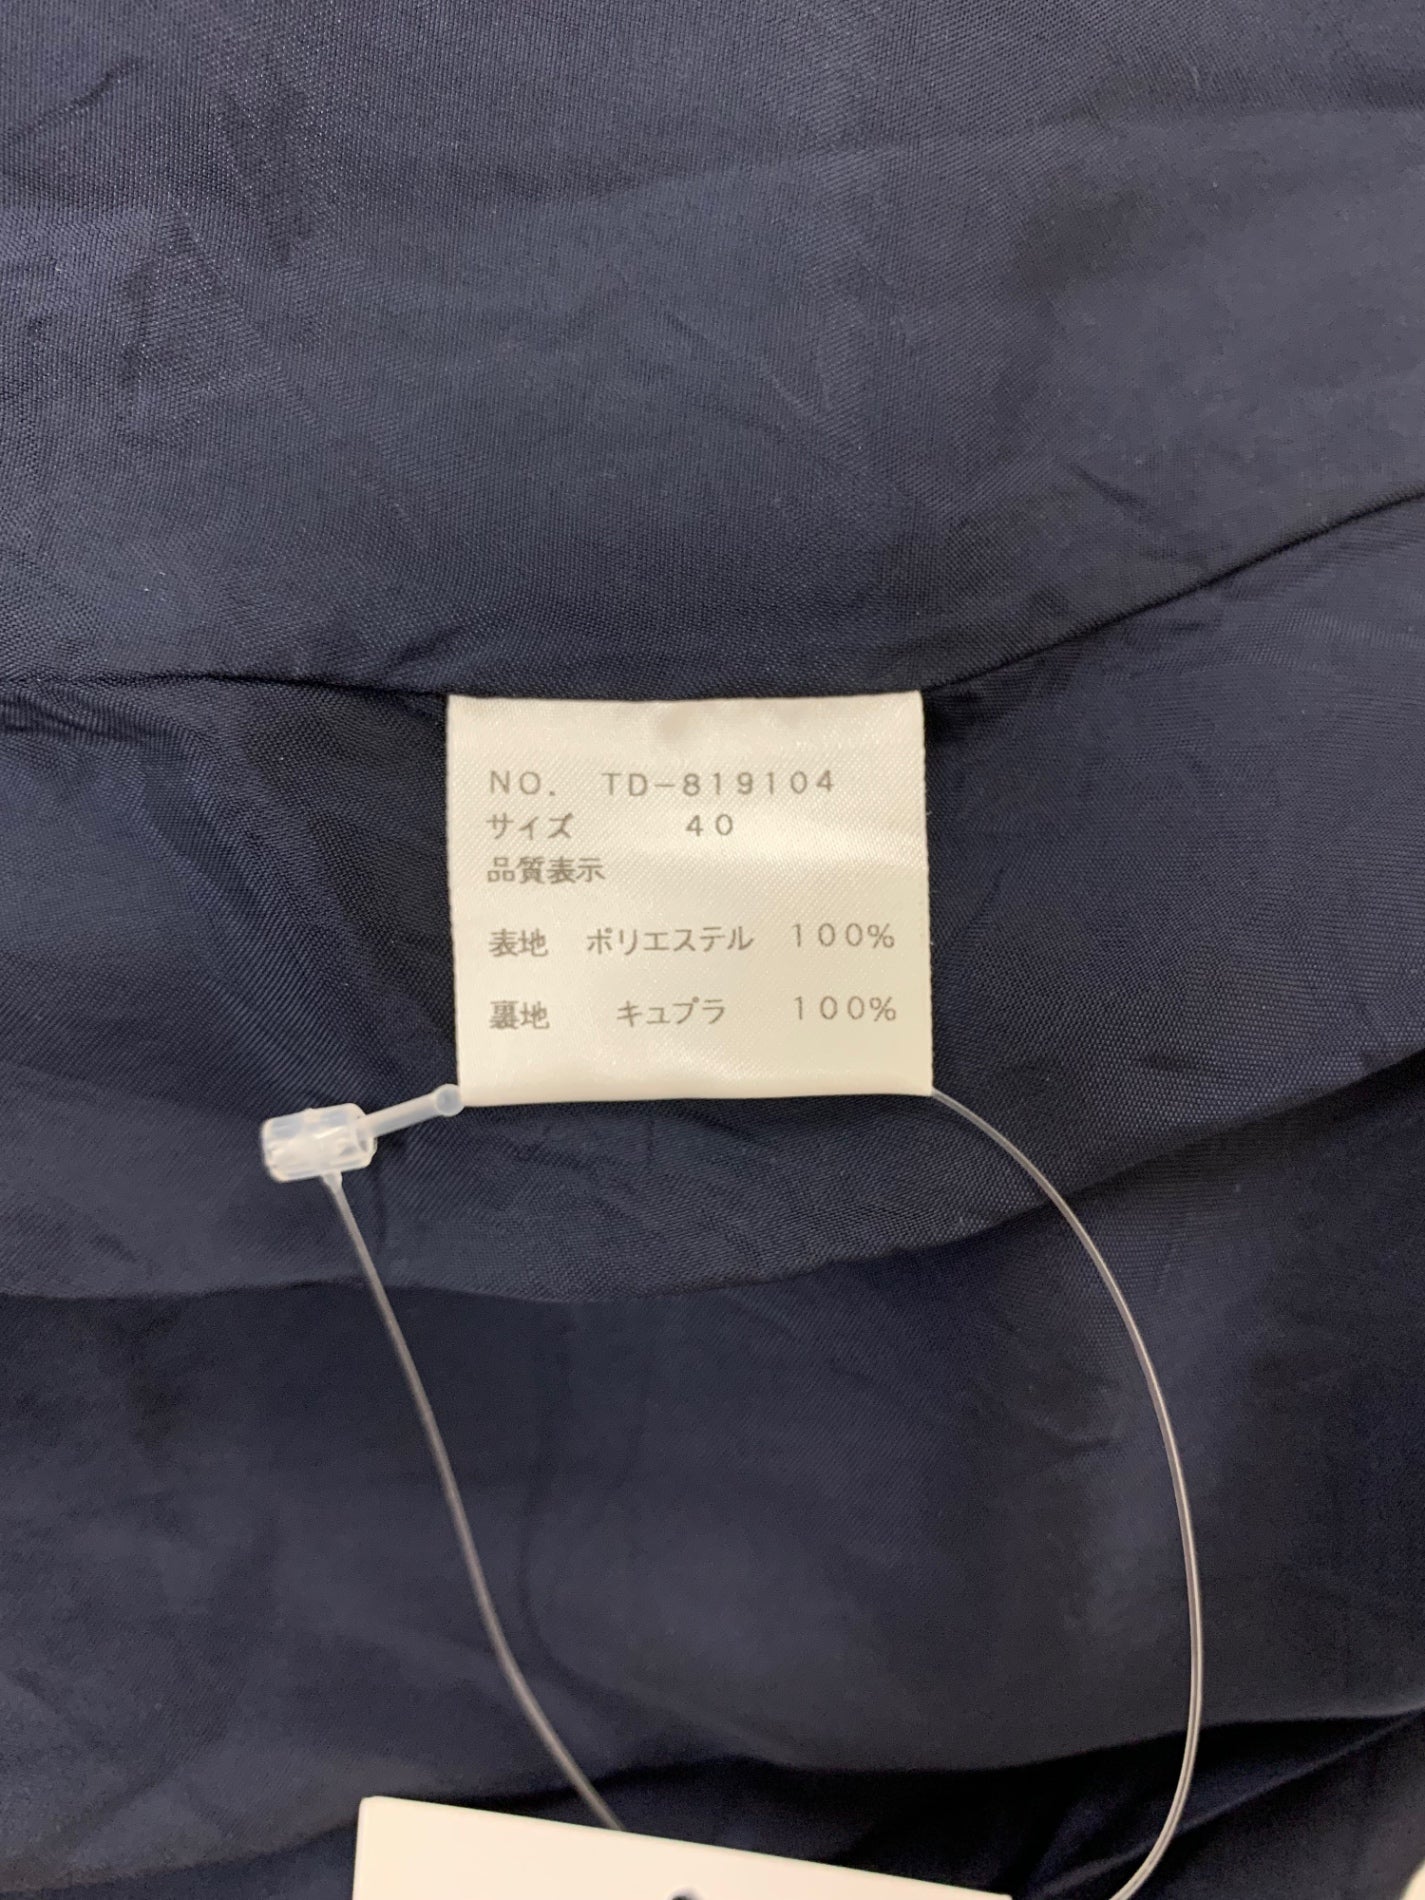 NO. TD-819104
サイズ 40
品質表示
表地 ポリエステル 100%
裏地 キュプラ 100%